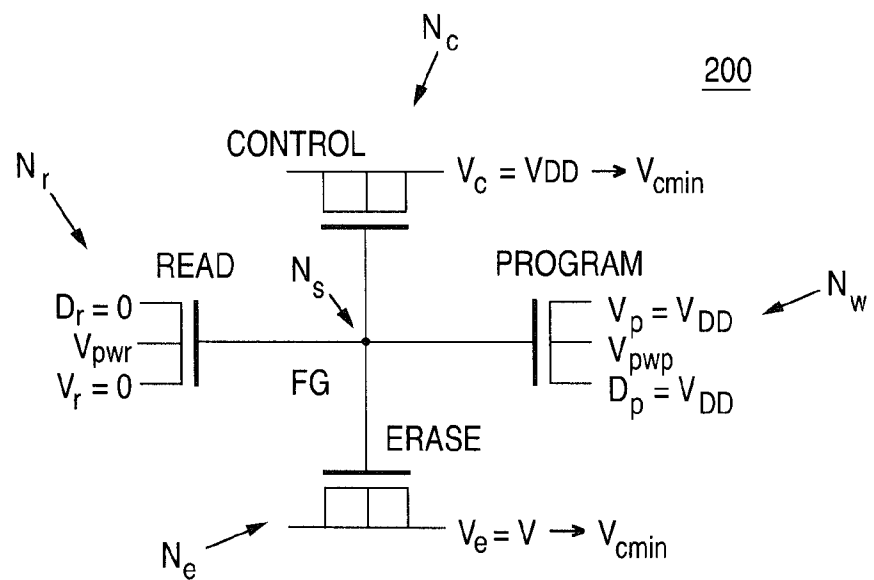 N_c
200
CONTROL
V_c = VDD → V_cmin
N_r
READ
N_s
PROGRAM
N_w
D_r = 0
V_p = V_DD
V_pwr
V_pwp
V_r = 0
FG
D_p = V_DD
ERASE
V_e = V → V_cmin
N_e